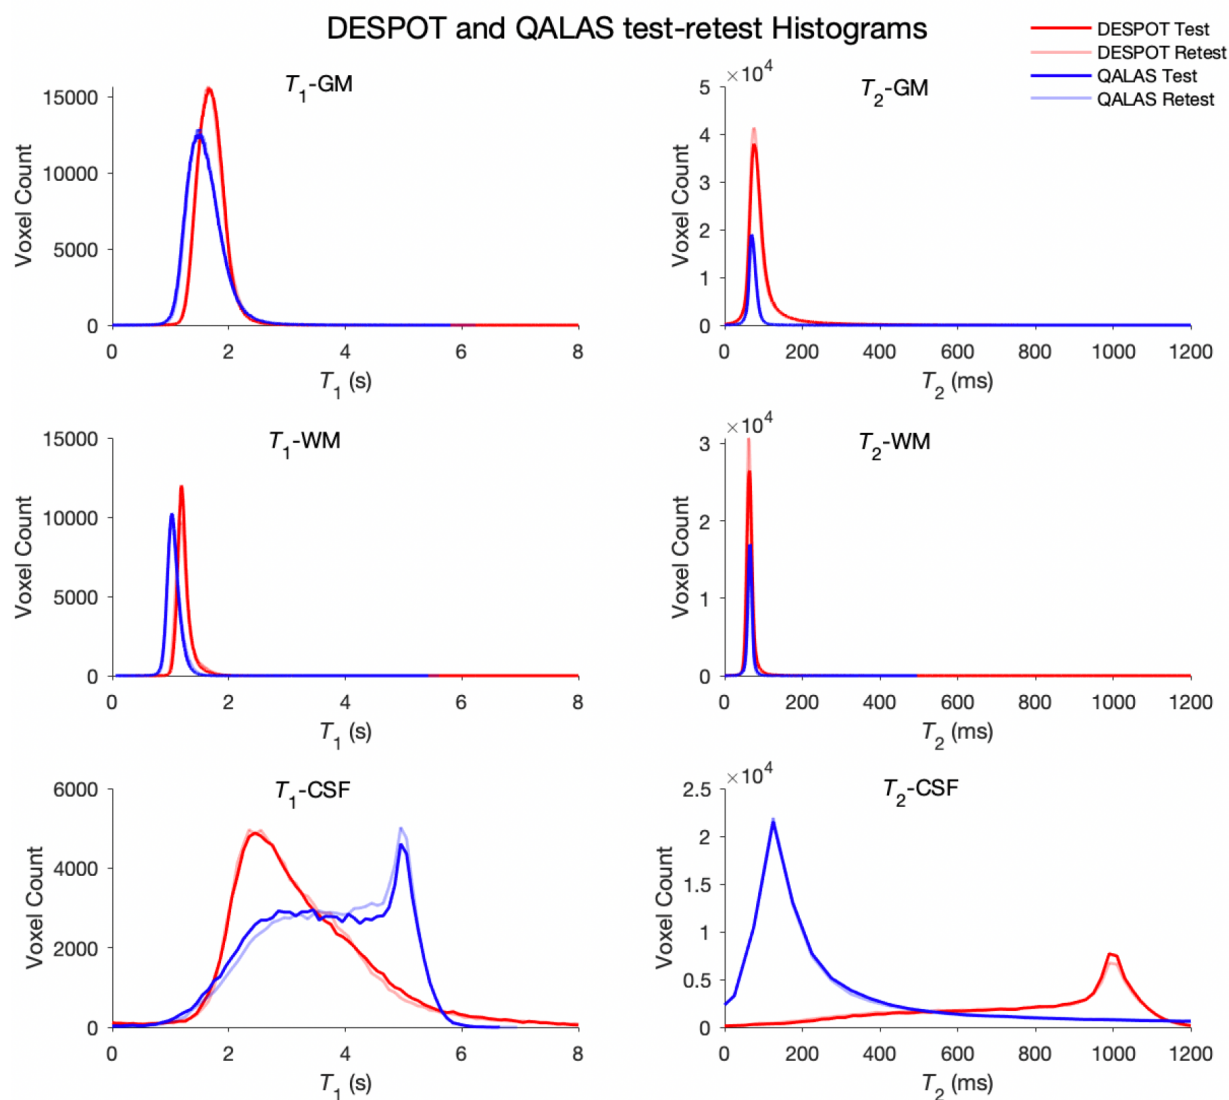 DESPOT and QALAS test-retest Histograms
DESPOT Test
DESPOT Retest
QALAS Test
QALAS Retest
T1-GM
Voxel Count
15000
10000
5000
0
0 2 4 6 8
T1 (s)
T2-GM
×10^4
Voxel Count
5
4
3
2
1
0
0 200 400 600 800 1000 1200
T2 (ms)
T1-WM
Voxel Count
15000
10000
5000
0
0 2 4 6 8
T1 (s)
T2-WM
×10^4
Voxel Count
3
2
1
0
0 200 400 600 800 1000 1200
T2 (ms)
T1-CSF
Voxel Count
6000
4000
2000
0
0 2 4 6 8
T1 (s)
T2-CSF
×10^4
Voxel Count
2.5
2
1.5
1
0.5
0
0 200 400 600 800 1000 1200
T2 (ms)